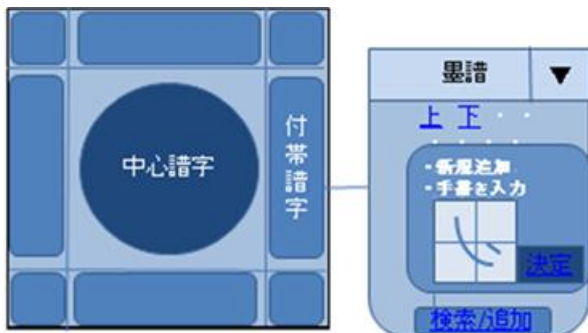 中心譜字
付帯譜字
墨譜 ▼
上 下 ・ ・
・ ・ ・ ・
・新規追加
・手書き入力
決定
検索/追加